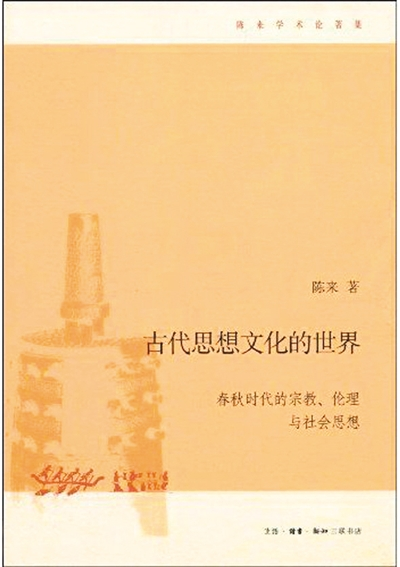 陈来学术论著集
陈来 著
古代思想文化的世界
春秋时代的宗教、伦理
与社会思想
生活·读书·新知三联书店